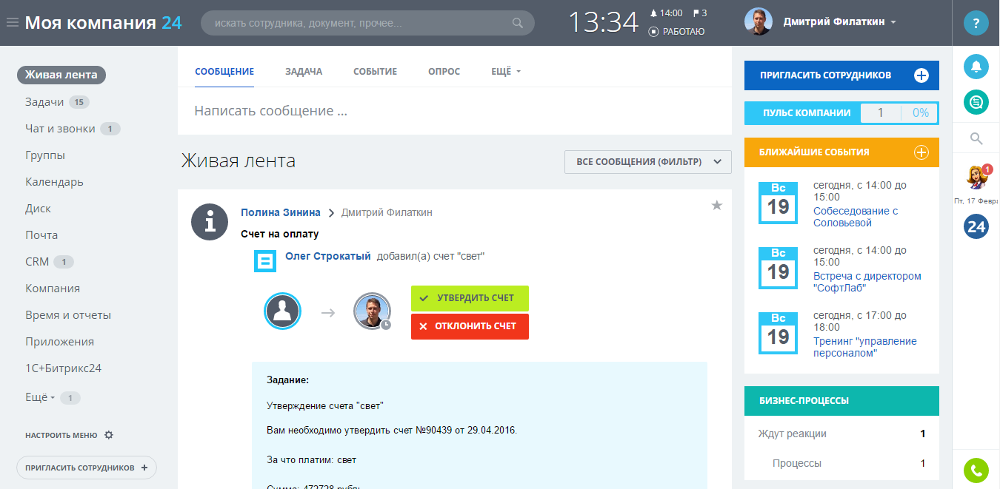 Моя компания 24
искать сотрудника, документ, прочее...
13:34
14:00 3
РАБОТАЮ
Дмитрий Филаткин
?
Живая лента
Задачи 15
Чат и звонки 1
Группы
Календарь
Диск
Почта
CRM 1
Компания
Время и отчеты
Приложения
1С+Битрикс24
Ещё 1
НАСТРОИТЬ МЕНЮ
ПРИГЛАСИТЬ СОТРУДНИКОВ +
СООБЩЕНИЕ ЗАДАЧА СОБЫТИЕ ОПРОС ЕЩЁ
Написать сообщение ...
Живая лента
ВСЕ СООБЩЕНИЯ (ФИЛЬТР)
Полина Зинина Дмитрий Филаткин
Счет на оплату
Олег Строкатый добавил(а) счет "свет"
УТВЕРДИТЬ СЧЕТ
ОТКЛОНИТЬ СЧЕТ
Задание:
Утверждение счета "свет"
Вам необходимо утвердить счет №90439 от 29.04.2016.
За что платим: свет
Сумма: 472728 рубль
ПРИГЛАСИТЬ СОТРУДНИКОВ
ПУЛЬС КОМПАНИИ 1 0%
БЛИЖАЙШИЕ СОБЫТИЯ
Вс
19
сегодня, с 14:00 до
15:00
Собеседование с
Соловьевой
Вс
19
сегодня, с 14:00 до
15:00
Встреча с директором
"СофтЛаб"
Вс
19
сегодня, с 17:00 до
18:00
Тренинг "управление
персоналом"
БИЗНЕС-ПРОЦЕССЫ
Ждут реакции 1
Процессы 1
1
Пт, 17 Февра
24